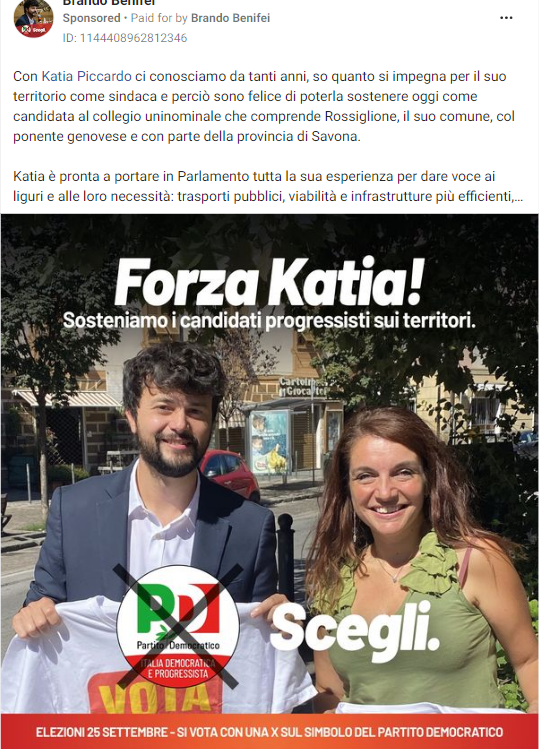 Brando Benifei
Sponsored • Paid for by Brando Benifei
ID: 1144408962812346
Con Katia Piccardo ci conosciamo da tanti anni, so quanto si impegna per il suo
territorio come sindaca e perciò sono felice di poterla sostenere oggi come
candidata al collegio uninominale che comprende Rossiglione, il suo comune, col
ponente genovese e con parte della provincia di Savona.
Katia è pronta a portare in Parlamento tutta la sua esperienza per dare voce ai
liguri e alle loro necessità: trasporti pubblici, viabilità e infrastrutture più efficienti,...
Forza Katia!
Sosteniamo i candidati progressisti sui territori.
PD
Partito Democratico
ITALIA DEMOCRATICA
E PROGRESSISTA
Scegli.
VOTA
ELEZIONI 25 SETTEMBRE - SI VOTA CON UNA X SUL SIMBOLO DEL PARTITO DEMOCRATICO